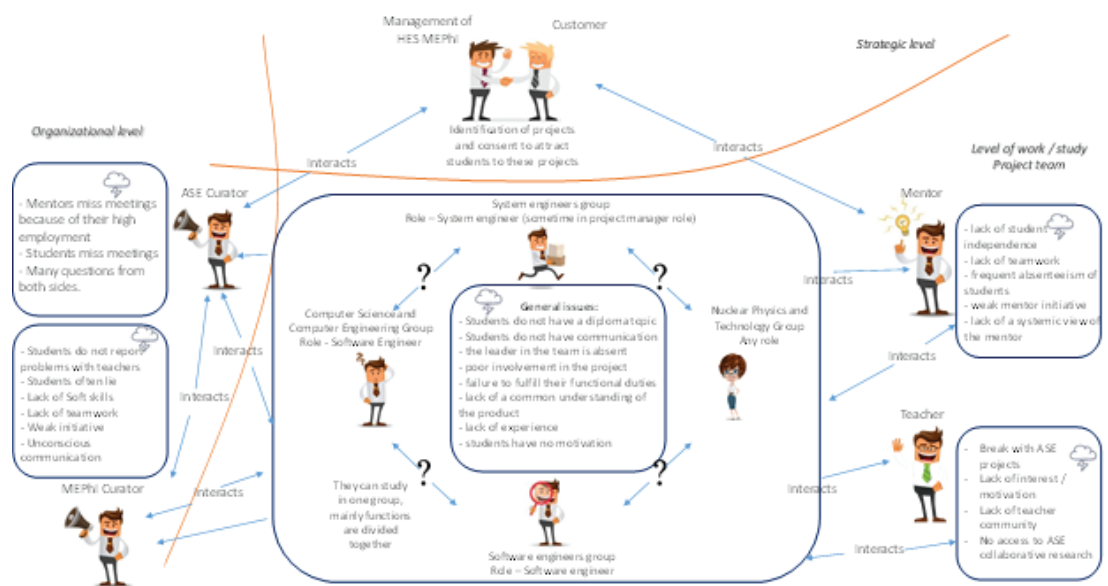 Management of
HES MEPhI
Customer
Strategic level
Identification of projects
and consent to attract
students to these projects
Organizational level
Interacts
Interacts
Level of work / study
Project team
- Mentors miss meetings
because of their high
employment
- Students miss meetings
- Many questions from
both sides.
ASE Curator
System engineers group
Role – System engineer (sometime in project manager role)
Mentor
- lack of student
independence
- lack of teamwork
- frequent absenteeism of
students
- weak mentor initiative
- lack of a systemic view of
the mentor
Interacts
?
?
Computer Science and
Computer Engineering Group
Role - Software Engineer
General issues:
- Students do not have a diploma topic
- Students do not have communication
- the leader in the team is absent
- poor involvement in the project
- failure to fulfill their functional duties
- lack of a common understanding of
the product
- lack of experience
- students have no motivation
Nuclear Physics and
Technology Group
Any role
- Students do not report
problems with teachers
- Students often lie
- Lack of Soft skills
- Lack of teamwork
- Weak initiative
- Unconscious
communication
Interacts
Interacts
Interacts
Teacher
- Break with ASE
projects
- Lack of interest /
motivation
- Lack of teacher
community
- No access to ASE
collaborative research
?
?
MEPhI Curator
Interacts
They can study
in one group,
mainly functions
are divided
together
Interacts
Software engineers group
Role – Software engineer
Interacts